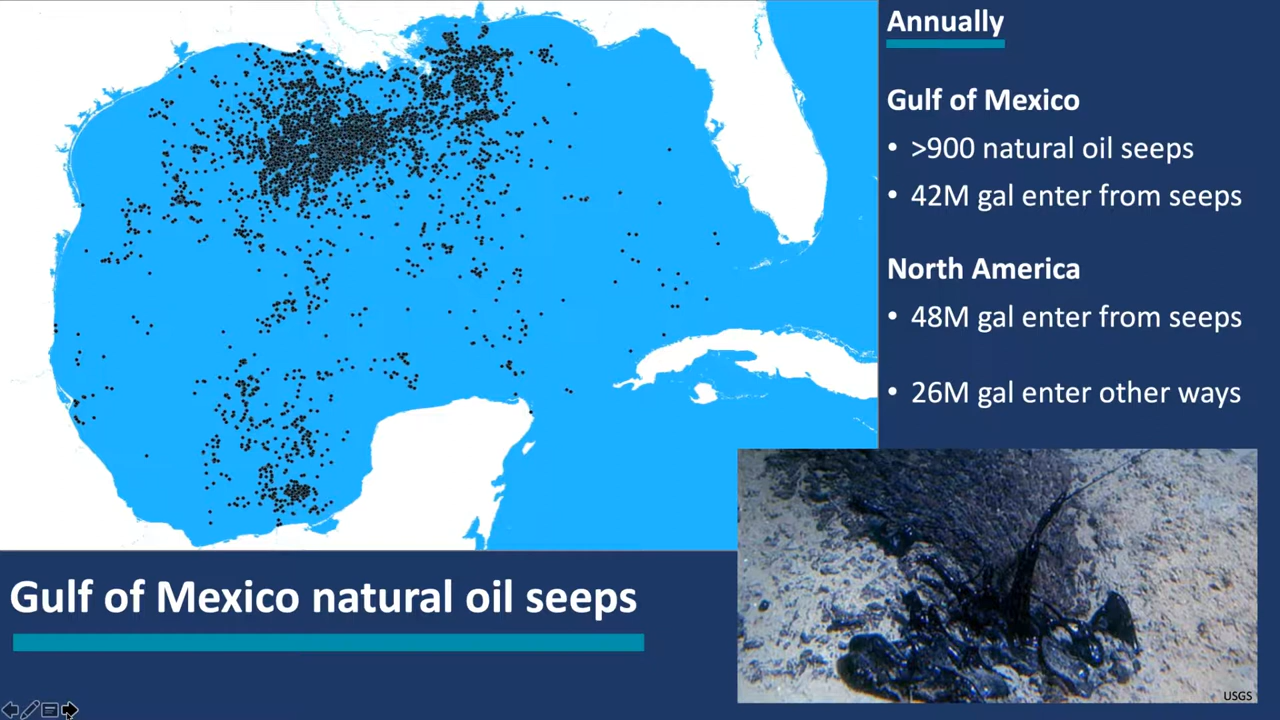 Annually
Gulf of Mexico
• >900 natural oil seeps
• 42M gal enter from seeps
North America
• 48M gal enter from seeps
• 26M gal enter other ways
Gulf of Mexico natural oil seeps
USGS